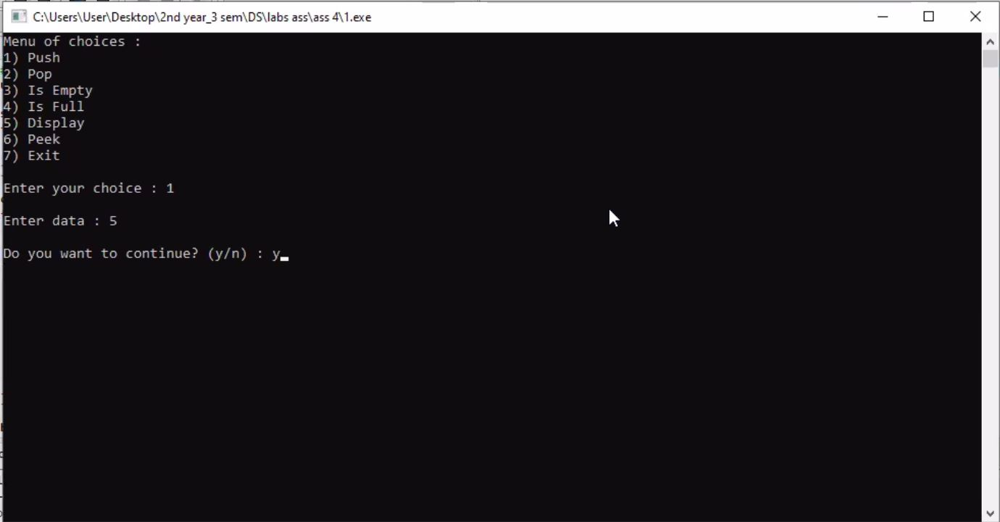 C:\Users\User\Desktop\2nd year_3 sem\DS\labs ass\ass 4\1.exe
Menu of choices :
1) Push
2) Pop
3) Is Empty
4) Is Full
5) Display
6) Peek
7) Exit
Enter your choice : 1
Enter data : 5
Do you want to continue? (y/n) : y